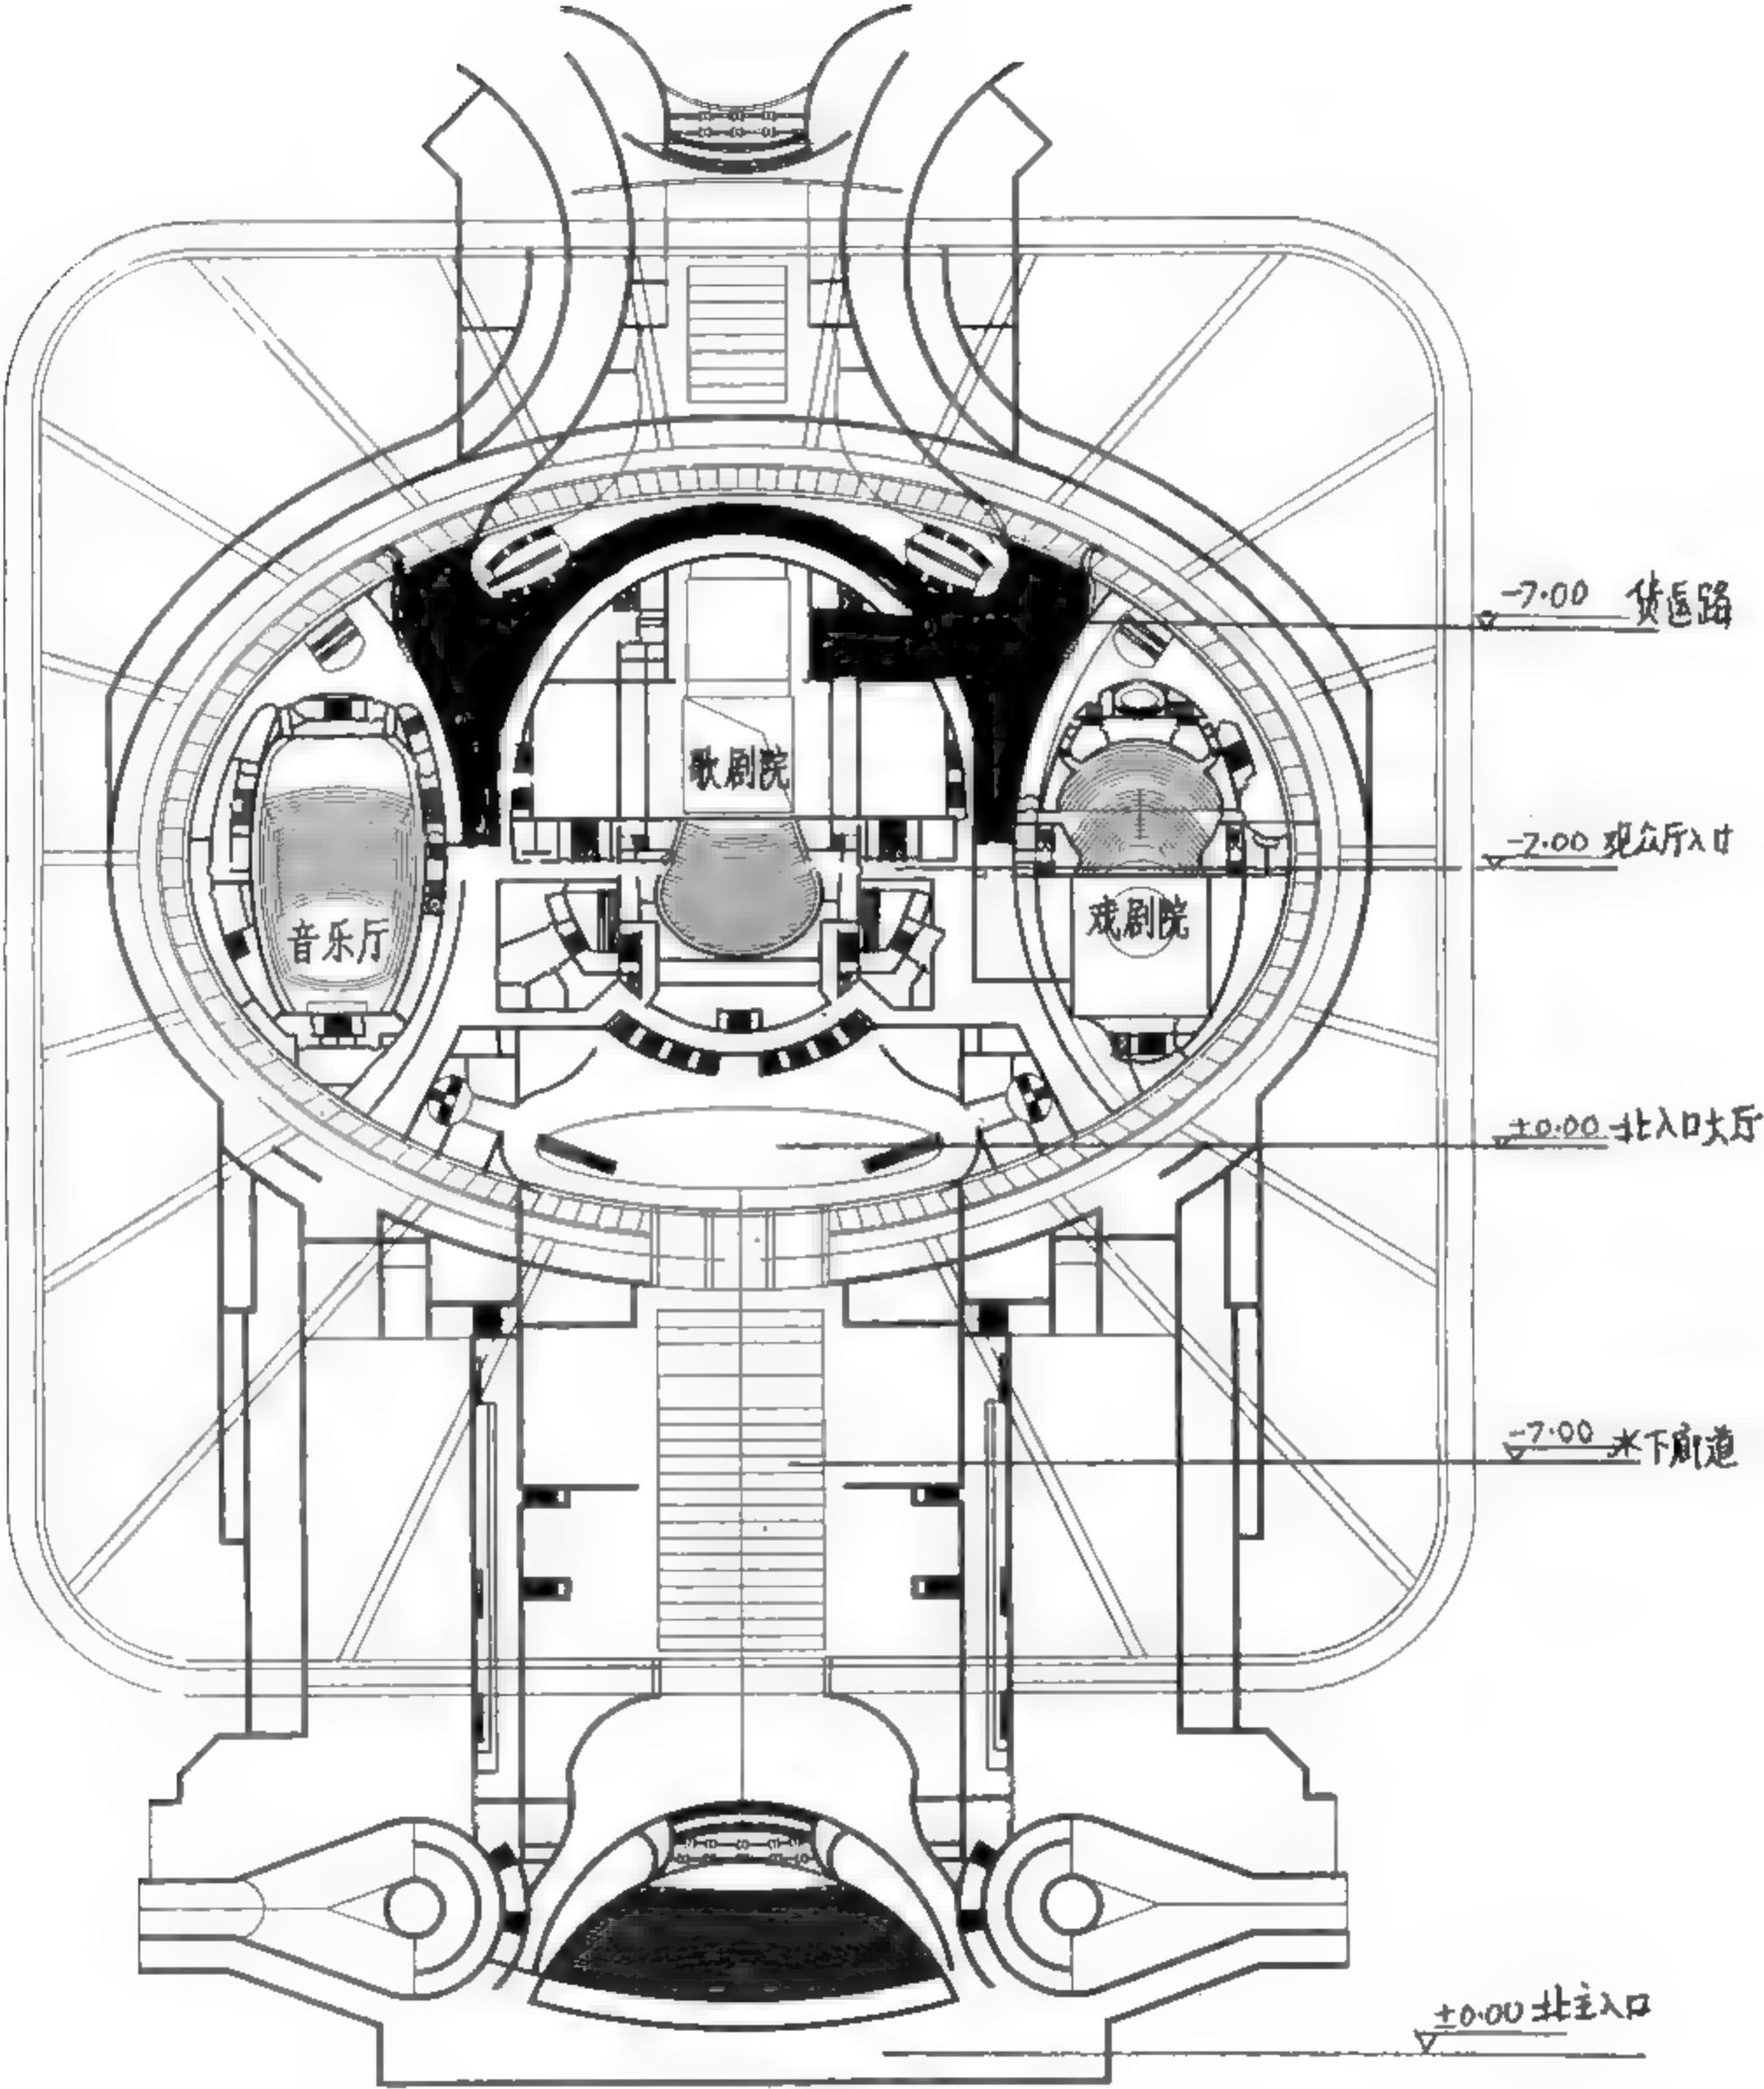 -7.00 货运路
歌剧院
-7.00 观众厅入口
音乐厅
戏剧院
±0.00 北入口大厅
-7.00 水下廊道
±0.00 北主入口